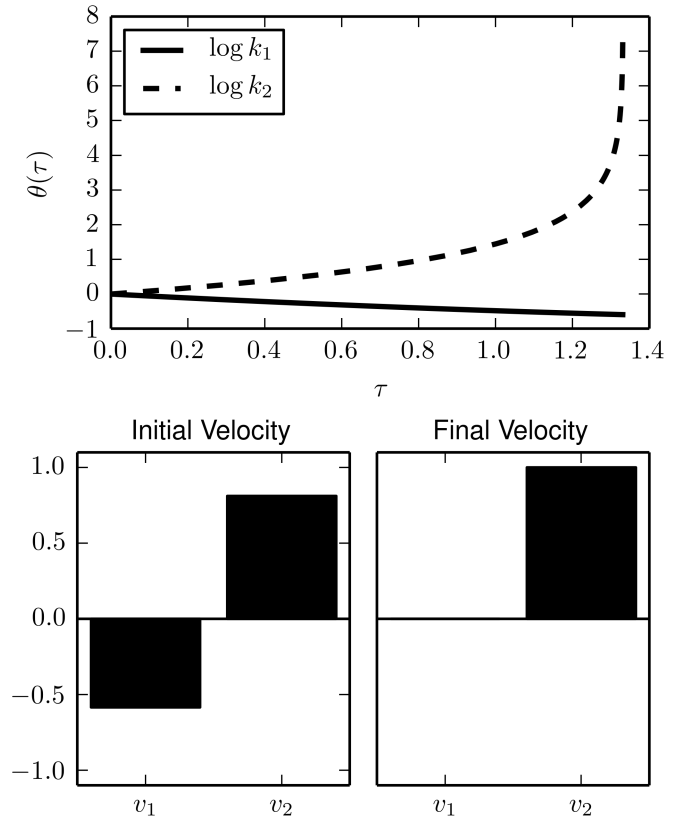 8
7
6
5
4
3
2
1
0
−1
θ(τ)
log k₁
log k₂
0.0 0.2 0.4 0.6 0.8 1.0 1.2 1.4
τ
Initial Velocity Final Velocity
1.0
0.5
0.0
−0.5
−1.0
v₁ v₂ v₁ v₂